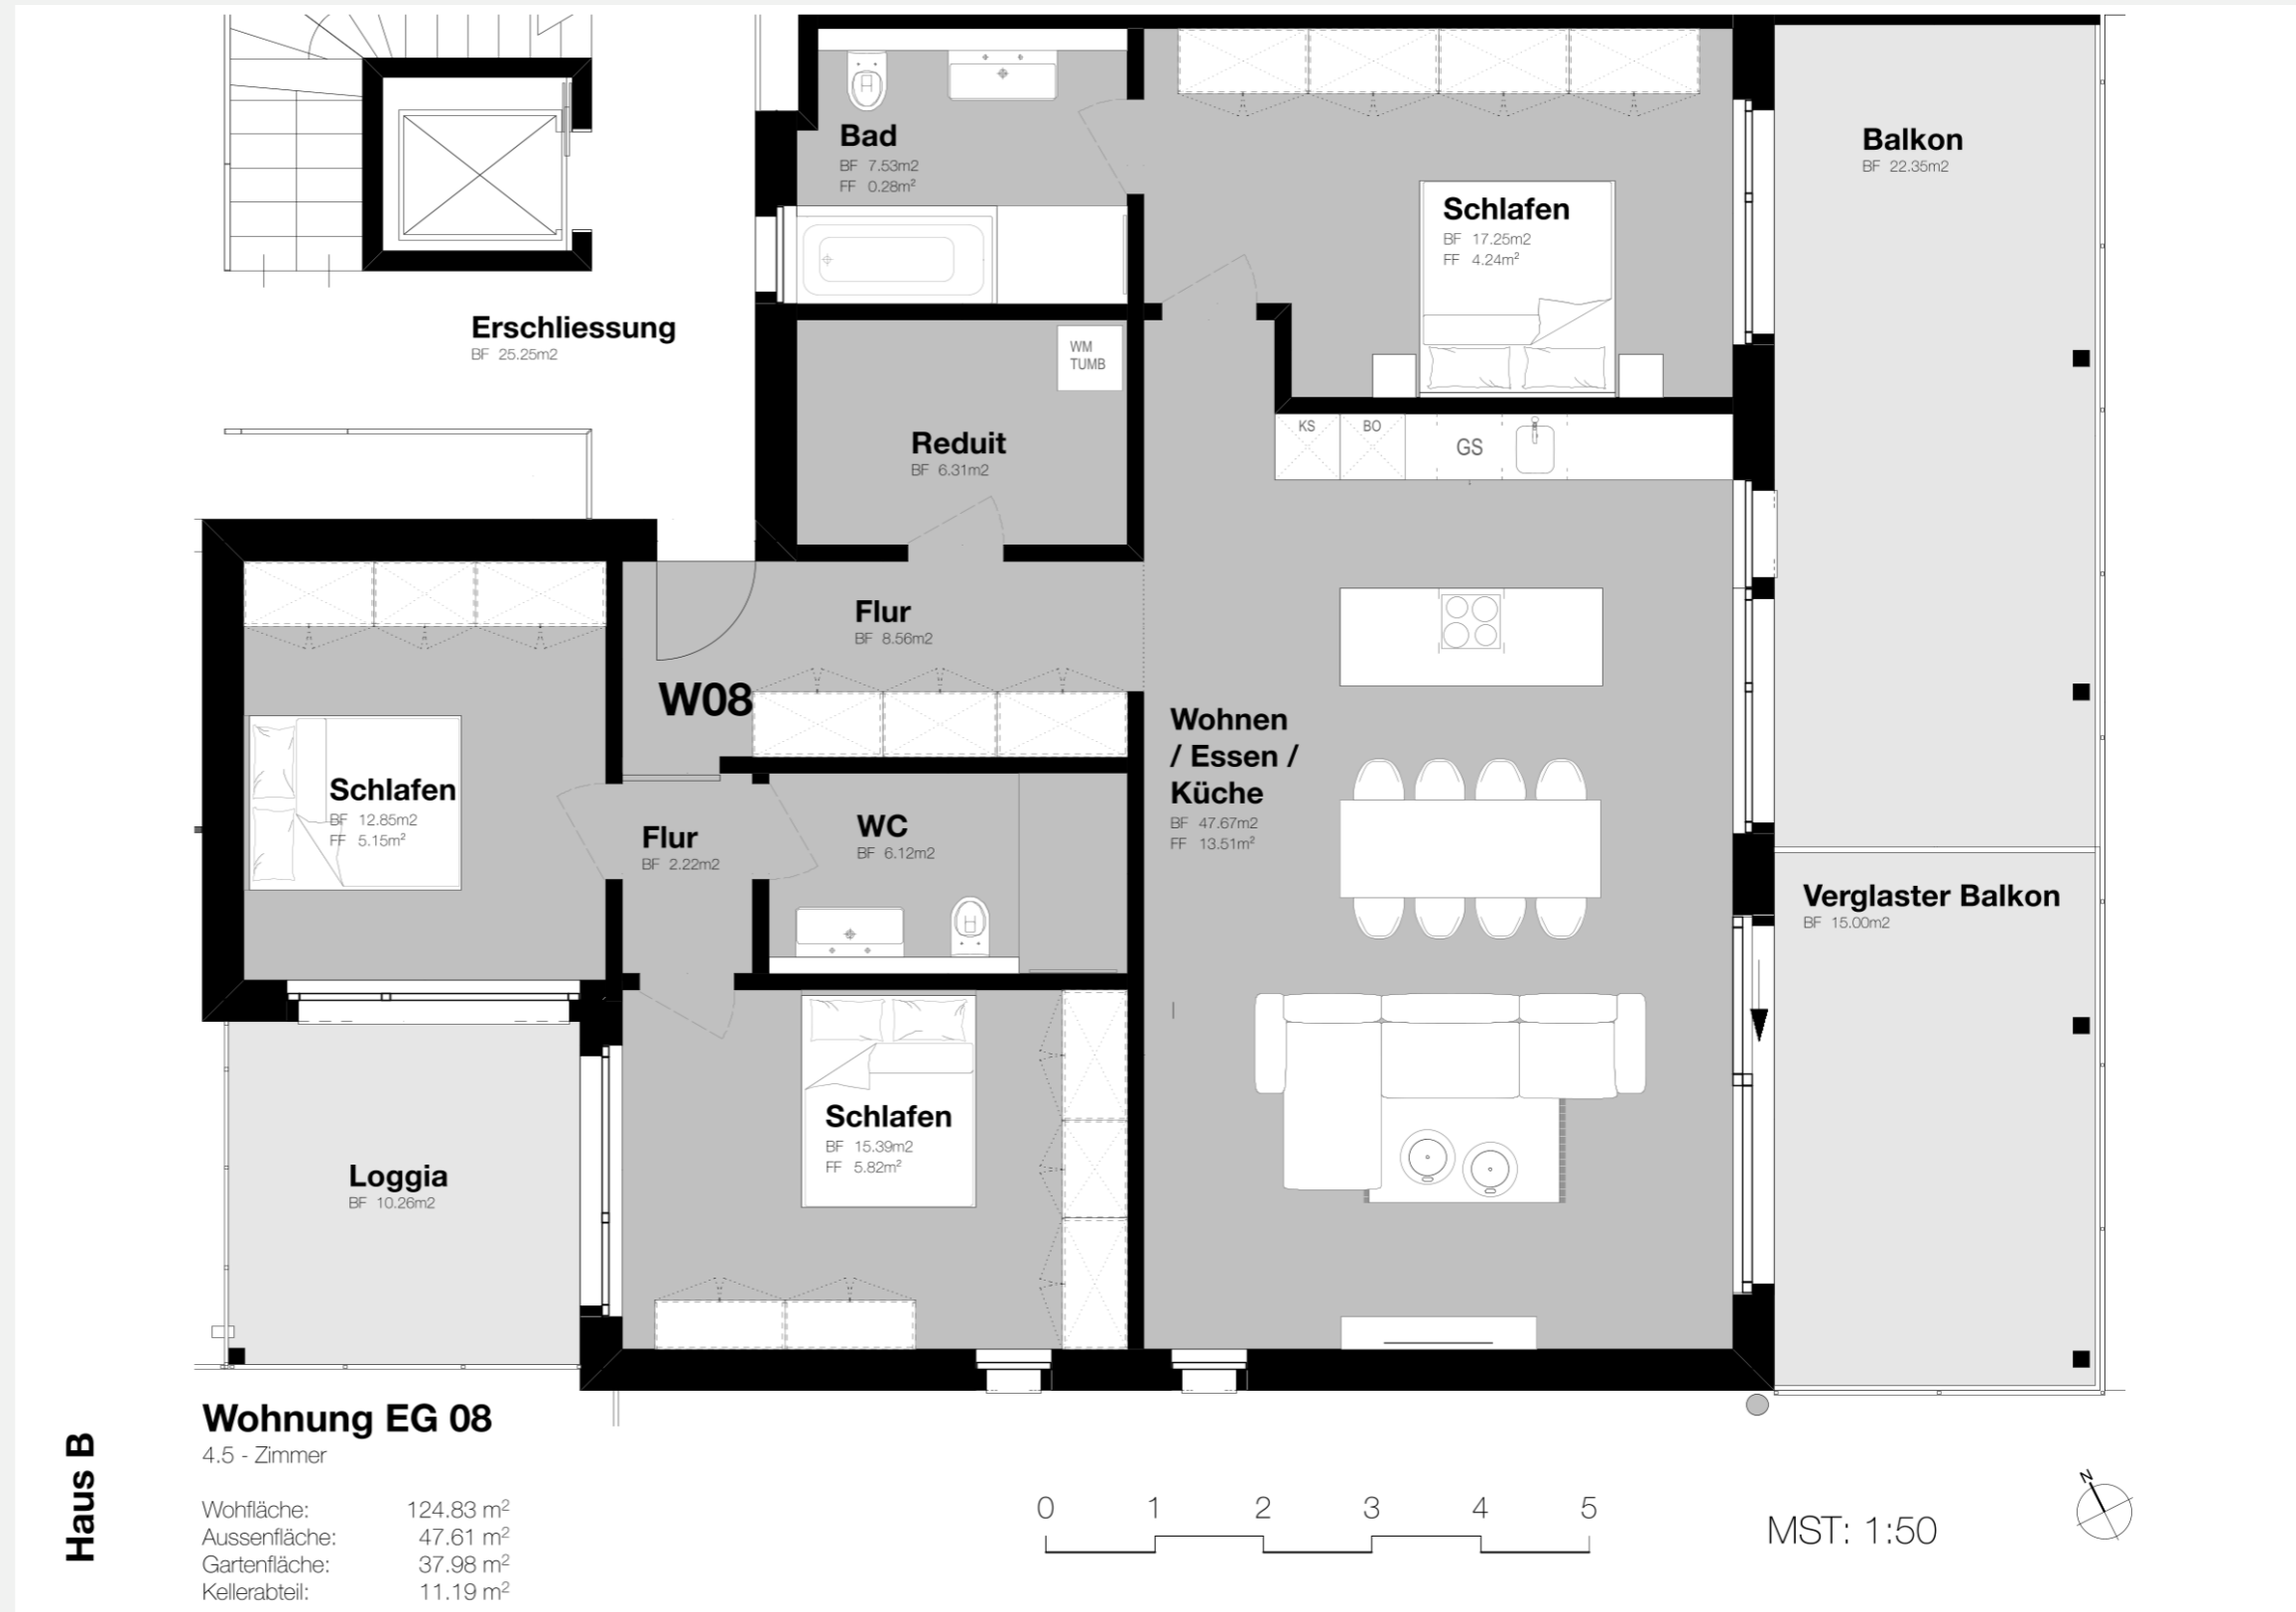 Bad
BF 7.53m2
FF 0.28m²
Balkon
BF 22.35m2
Schlafen
BF 17.25m2
FF 4.24m²
Erschliessung
BF 25.25m2
WM
TUMB
Reduit
BF 6.31m2
KS
BO
GS
Flur
BF 8.56m2
W08
Wohnen
/ Essen /
Küche
BF 47.67m2
FF 13.51m²
Schlafen
BF 12.85m2
FF 5.15m²
Flur
BF 2.22m2
WC
BF 6.12m2
Verglaster Balkon
BF 15.00m2
Schlafen
BF 15.39m2
FF 5.82m²
Loggia
BF 10.26m2
Haus B
Wohnung EG 08
4.5 - Zimmer
Wohfläche: 124.83 m²
Aussenfläche: 47.61 m²
Gartenfläche: 37.98 m²
Kellerabteil: 11.19 m²
0 1 2 3 4 5
MST: 1:50
N